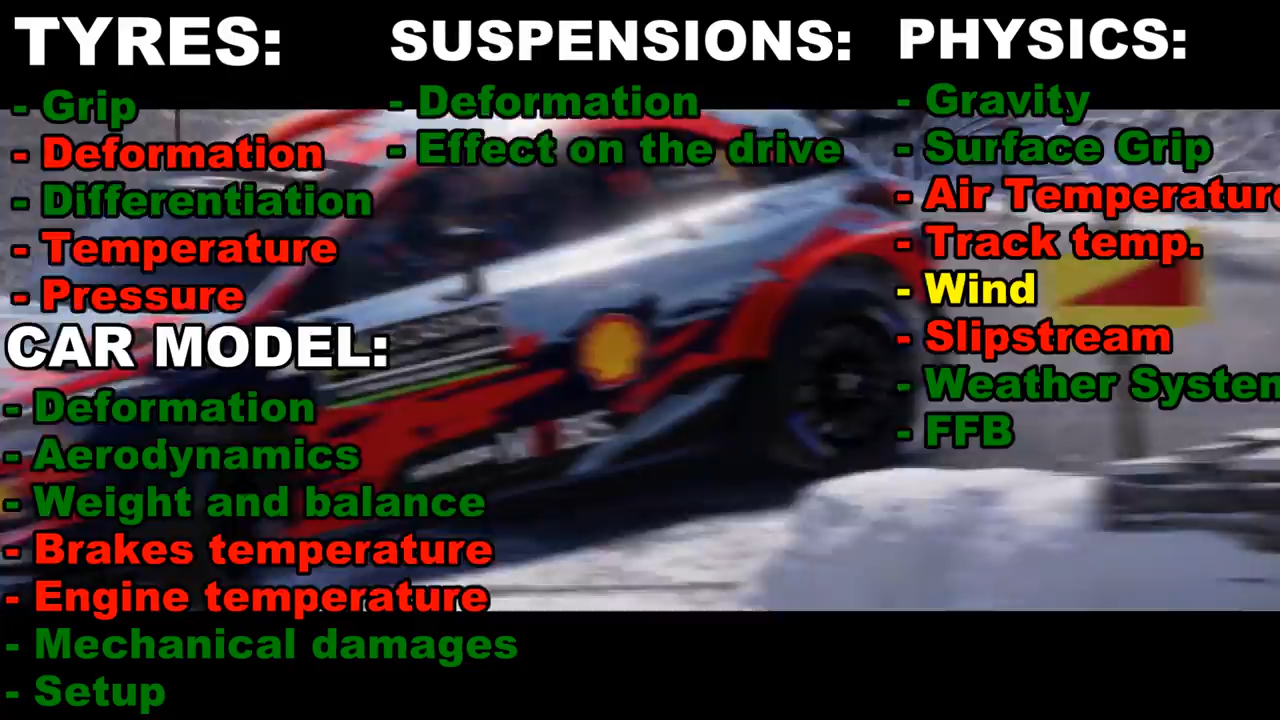 TYRES:
- Grip
- Deformation
- Differentiation
- Temperature
- Pressure
CAR MODEL:
- Deformation
- Aerodynamics
- Weight and balance
- Brakes temperature
- Engine temperature
- Mechanical damages
- Setup
SUSPENSIONS:
- Deformation
- Effect on the drive
PHYSICS:
- Gravity
- Surface Grip
- Air Temperature
- Track temp.
- Wind
- Slipstream
- Weather System
- FFB